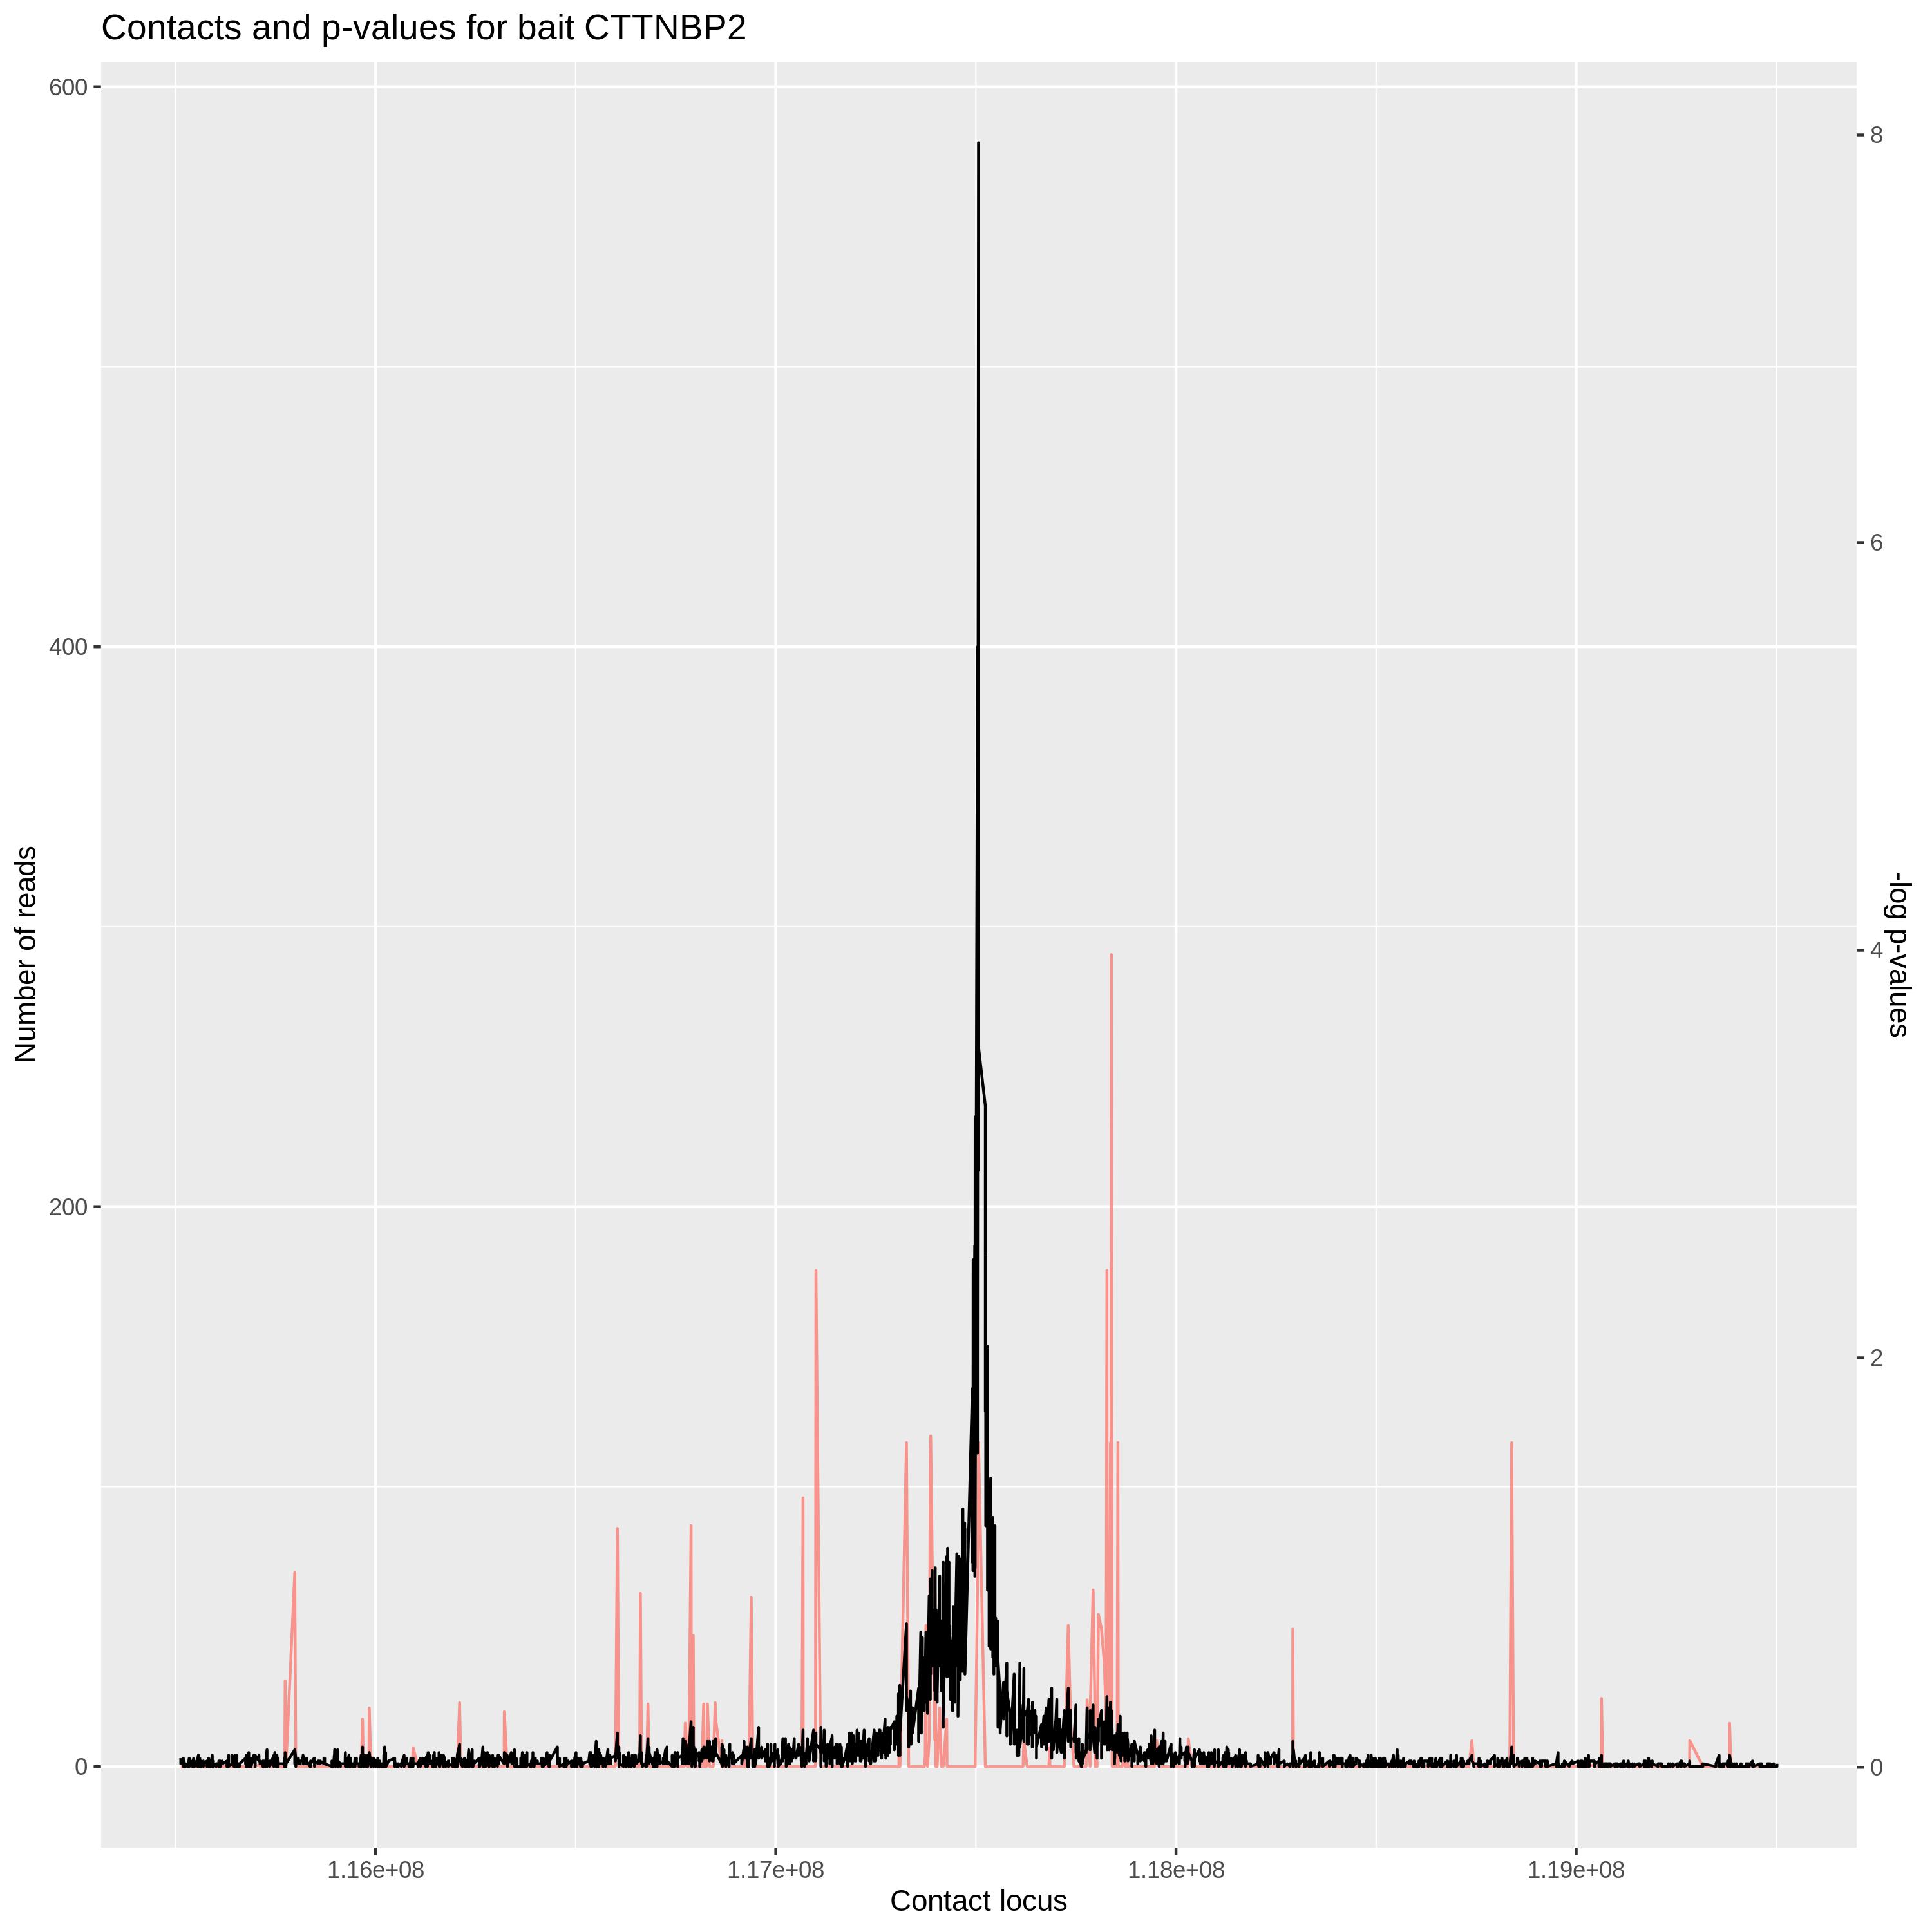 Contacts and p-values for bait CTTNBP2
600
400
200
0
Number of reads
8
6
4
2
0
-log p-values
1.16e+08
1.17e+08
1.18e+08
1.19e+08
Contact locus